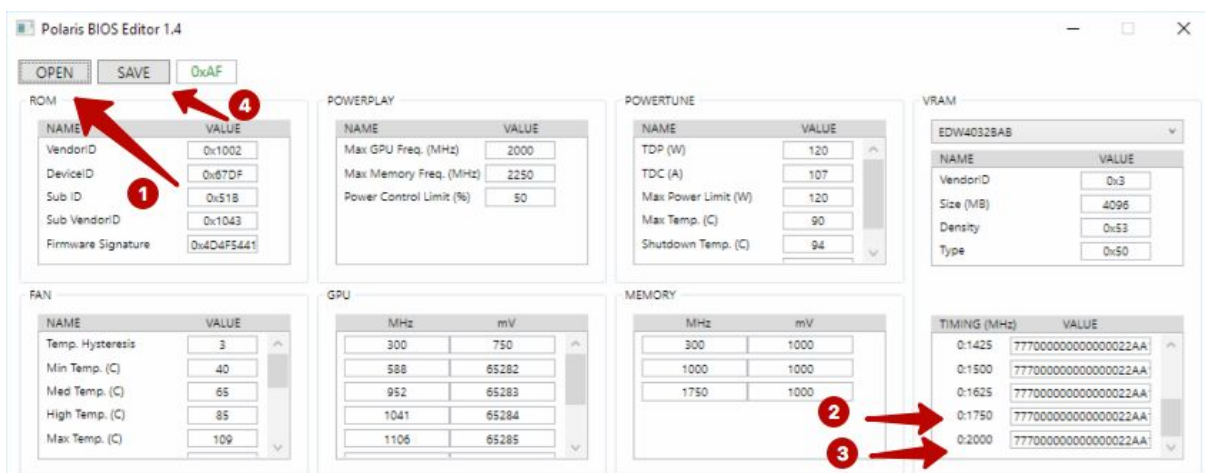 Polaris BIOS Editor 1.4
OPEN SAVE 0xAF
4
ROM POWERPLAY POWERTUNE VRAM
NAME VALUE NAME VALUE NAME VALUE EDW4032BAB
VendorID 0x1002 Max GPU Freq. (MHz) 2000 TDP (W) 120 NAME VALUE
DeviceID 0x67DF Max Memory Freq. (MHz) 2250 TDC (A) 107 VendorID 0x3
1
Sub ID 0x51B Power Control Limit (%) 50 Max Power Limit (W) 120 Size (MB) 4096
Sub VendorID 0x1043 Max Temp. (C) 90 Density 0x53
Firmware Signature 0x4D4F5441 Shutdown Temp. (C) 94 Type 0x50
FAN GPU MEMORY
NAME VALUE MHz mV MHz mV TIMING (MHz) VALUE
Temp. Hysteresis 3 300 750 300 1000 0:1425 777000000000000022AA
Min Temp. (C) 40 588 65282 1000 1000 0:1500 777000000000000022AA
Med Temp. (C) 65 952 65283 1750 1000 0:1625 777000000000000022AA
High Temp. (C) 85 1041 65284 2 0:1750 777000000000000022AA
Max Temp. (C) 109 1106 65285 3 0:2000 777000000000000022AA